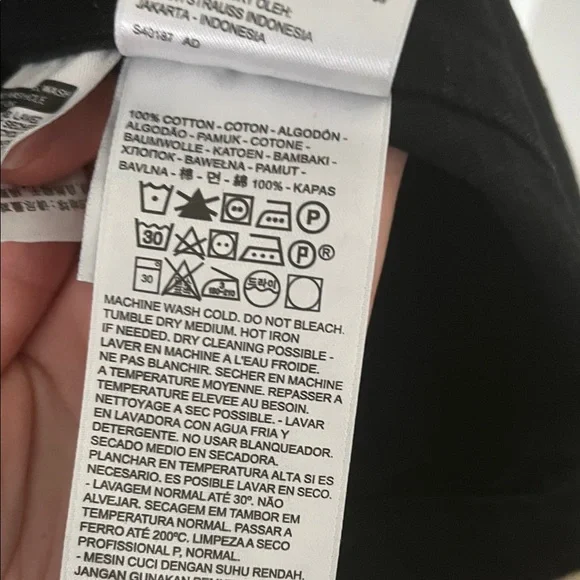 OLEH:
STRAUSS INDONESIA
JAKARTA - INDONESIA
S40187 AD
100% COTTON - COTON - ALGODÓN -
ALGODÃO - PAMUK - COTONE -
BAUMWOLLE - KATOEN - BAMBAKI -
ХЛОПОК - BAWEŁNA - PAMUT -
BAVLNA - 棉 - 면 - 綿 100% - KAPAS
P
30 P®
30 3 180-210 드라이
MACHINE WASH COLD. DO NOT BLEACH.
TUMBLE DRY MEDIUM. HOT IRON
IF NEEDED. DRY CLEANING POSSIBLE -
LAVER EN MACHINE A L'EAU FROIDE.
NE PAS BLANCHIR. SECHER EN MACHINE
A TEMPERATURE MOYENNE. REPASSER A
TEMPERATURE ELEVEE AU BESOIN.
NETTOYAGE A SEC POSSIBLE. - LAVAR
EN LAVADORA CON AGUA FRIA Y
DETERGENTE. NO USAR BLANQUEADOR.
SECADO MEDIO EN SECADORA.
PLANCHAR EN TEMPERATURA ALTA SI ES
NECESARIO. ES POSIBLE LAVAR EN SECO.
- LAVAGEM NORMAL ATÉ 30º. NÃO
ALVEJAR. SECAGEM EM TAMBOR EM
TEMPERATURA NORMAL. PASSAR A
FERRO ATÉ 200ºC. LIMPEZA A SECO
PROFISSIONAL P, NORMAL.
- MESIN CUCI DENGAN SUHU RENDAH.
JANGAN GUNAKAN